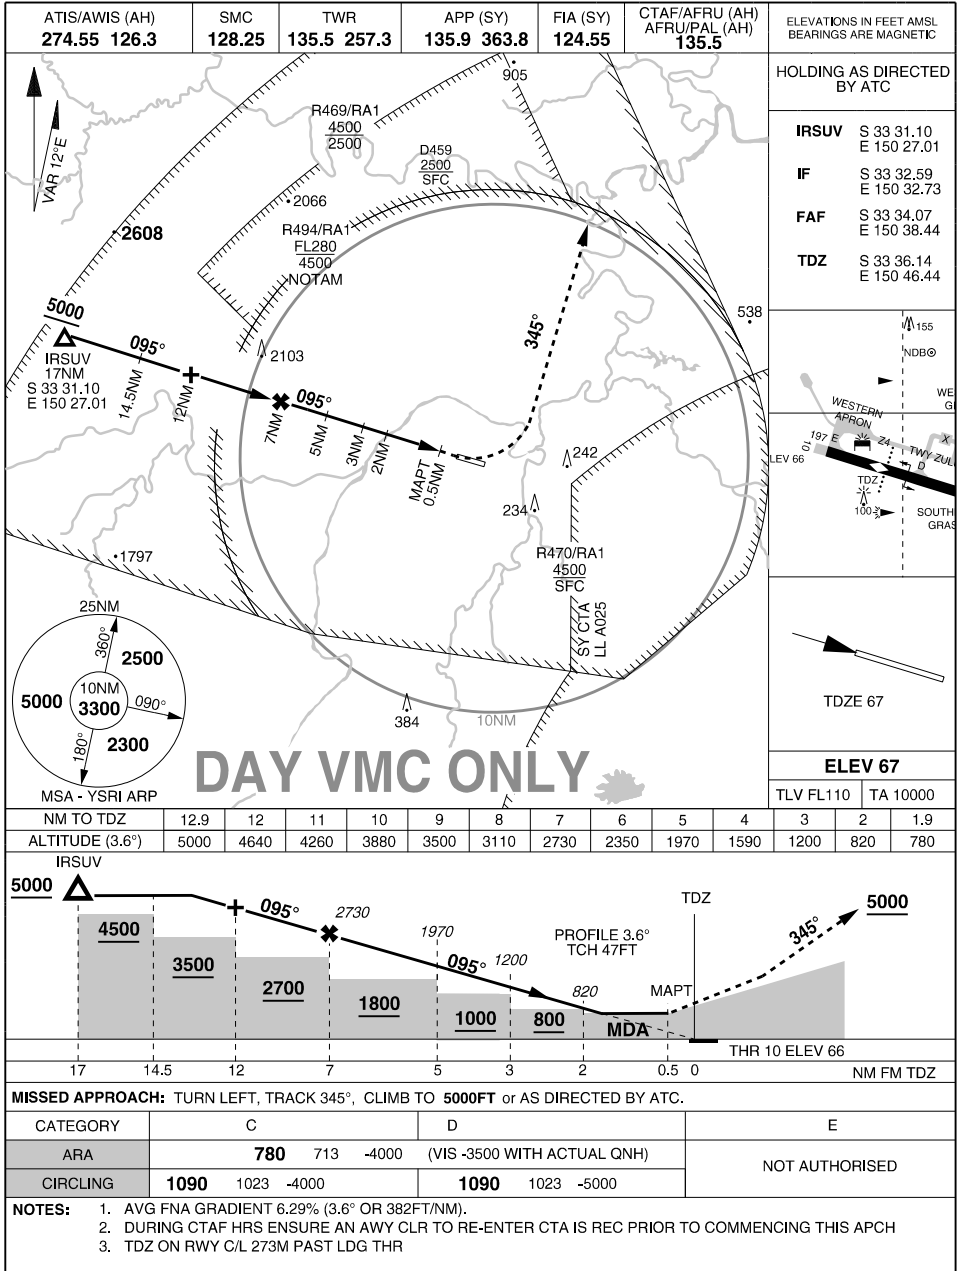 ATIS/AWIS (AH)
274.55 126.3
SMC
128.25
TWR
135.5 257.3
APP (SY)
135.9 363.8
FIA (SY)
124.55
CTAF/AFRU (AH)
AFRU/PAL (AH)
135.5
ELEVATIONS IN FEET AMSL
BEARINGS ARE MAGNETIC
HOLDING AS DIRECTED
BY ATC
IRSUV S 33 31.10
E 150 27.01
IF S 33 32.59
E 150 32.73
FAF S 33 34.07
E 150 38.44
TDZ S 33 36.14
E 150 46.44
VAR 12°E
905
R469/RA1
4500
2500
D459
2500
SFC
2066
2608
R494/RA1
FL280
4500
NOTAM
5000
IRSUV
17NM
S 33 31.10
E 150 27.01
095°
14.5NM
12NM
2103
095°
7NM
5NM
3NM
2NM
MAPT
0.5NM
345°
538
242
234
R470/RA1
4500
SFC
SY CTA
LL A025
1797
384
10NM
25NM
360°
2500
5000
10NM
3300
090°
180°
2300
MSA - YSRI ARP
DAY VMC ONLY
155
NDB
WE
G
WESTERN
APRON
197 E
10
Z4
X
TWY ZUL
D
LEV 66
TDZ
100
SOUTH
GRAS
TDZE 67
ELEV 67
TLV FL110 TA 10000
NM TO TDZ 12.9 12 11 10 9 8 7 6 5 4 3 2 1.9
ALTITUDE (3.6°) 5000 4640 4260 3880 3500 3110 2730 2350 1970 1590 1200 820 780
IRSUV
5000
4500
3500
095°
2730
2700
1800
1970
095°
1200
1000
820
800
PROFILE 3.6°
TCH 47FT
MAPT
MDA
TDZ
345°
5000
THR 10 ELEV 66
17 14.5 12 7 5 3 2 0.5 0 NM FM TDZ
MISSED APPROACH: TURN LEFT, TRACK 345°, CLIMB TO 5000FT or AS DIRECTED BY ATC.
CATEGORY C D E
ARA 780 713 -4000 (VIS -3500 WITH ACTUAL QNH) NOT AUTHORISED
CIRCLING 1090 1023 -4000 1090 1023 -5000
NOTES: 1. AVG FNA GRADIENT 6.29% (3.6° OR 382FT/NM).
2. DURING CTAF HRS ENSURE AN AWY CLR TO RE-ENTER CTA IS REC PRIOR TO COMMENCING THIS APCH
3. TDZ ON RWY C/L 273M PAST LDG THR